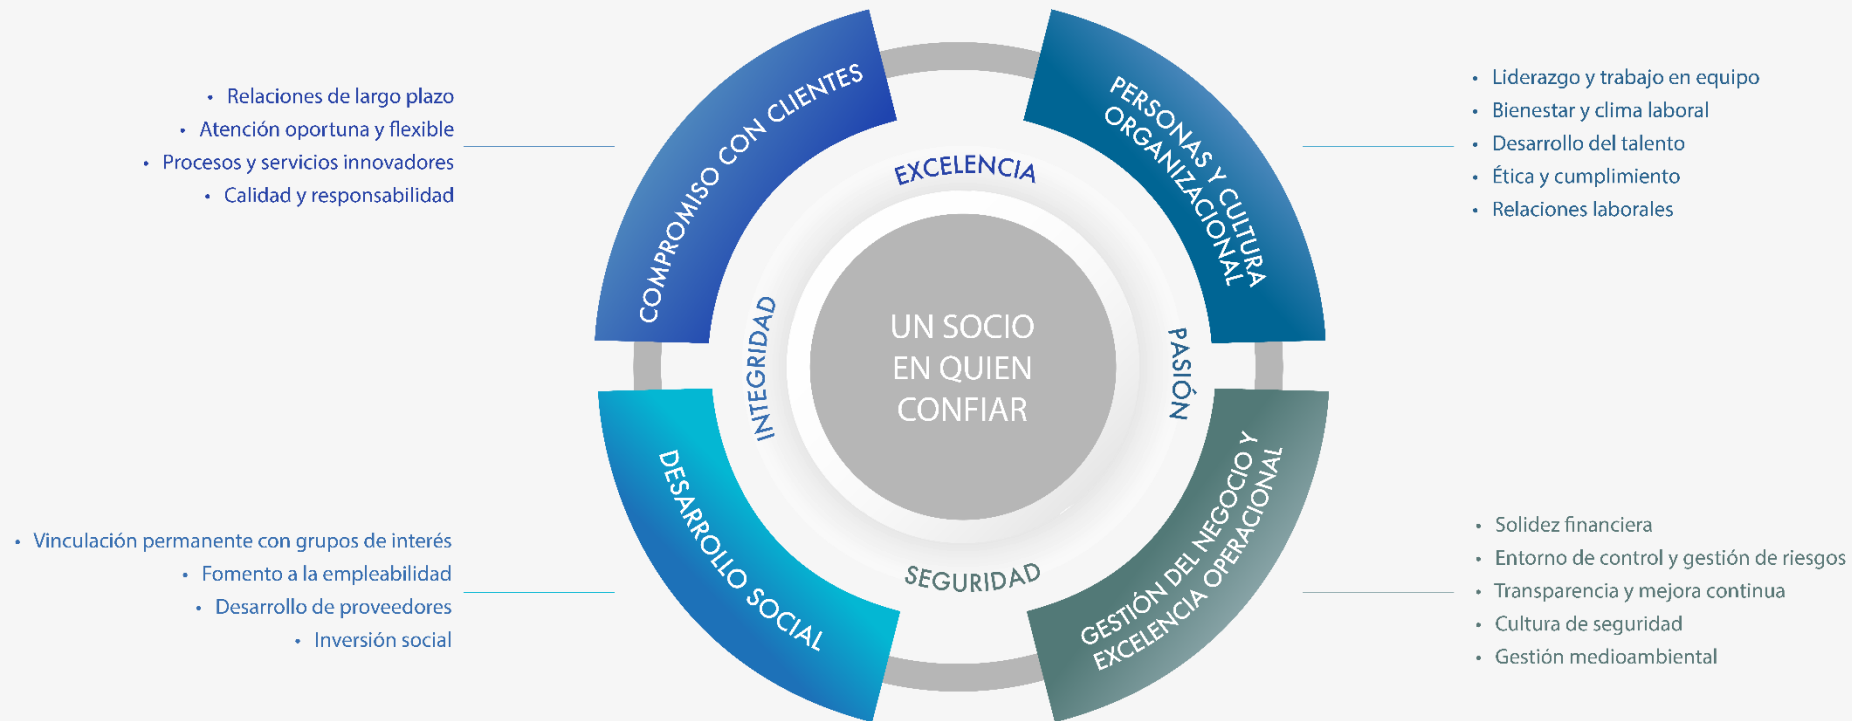 COMPROMISO CON CLIENTES
• Relaciones de largo plazo
• Atención oportuna y flexible
• Procesos y servicios innovadores
• Calidad y responsabilidad
PERSONAS Y CULTURA
ORGANIZACIONAL
• Liderazgo y trabajo en equipo
• Bienestar y clima laboral
• Desarrollo del talento
• Ética y cumplimiento
• Relaciones laborales
EXCELENCIA
INTEGRIDAD
UN SOCIO
EN QUIEN
CONFIAR
PASIÓN
SEGURIDAD
DESARROLLO SOCIAL
• Vinculación permanente con grupos de interés
• Fomento a la empleabilidad
• Desarrollo de proveedores
• Inversión social
GESTIÓN DEL NEGOCIO Y
EXCELENCIA OPERACIONAL
• Solidez financiera
• Entorno de control y gestión de riesgos
• Transparencia y mejora continua
• Cultura de seguridad
• Gestión medioambiental